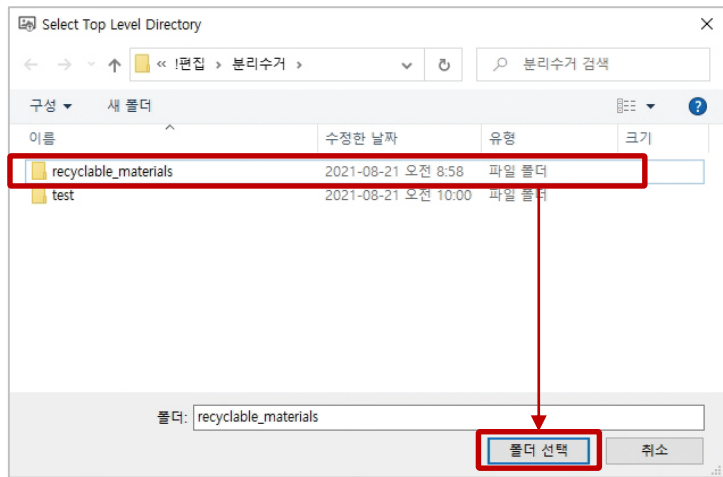 Select Top Level Directory
« !편집 › 분리수거 ›
분리수거 검색
구성 새 폴더
이름 수정한 날짜 유형 크기
recyclable_materials 2021-08-21 오전 8:58 파일 폴더
test 2021-08-21 오전 10:00 파일 폴더
폴더: recyclable_materials
폴더 선택 취소